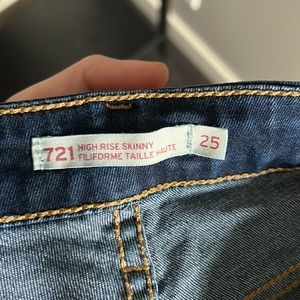 721 HIGH RISE SKINNY
FILIFORME TAILLE HAUTE
25